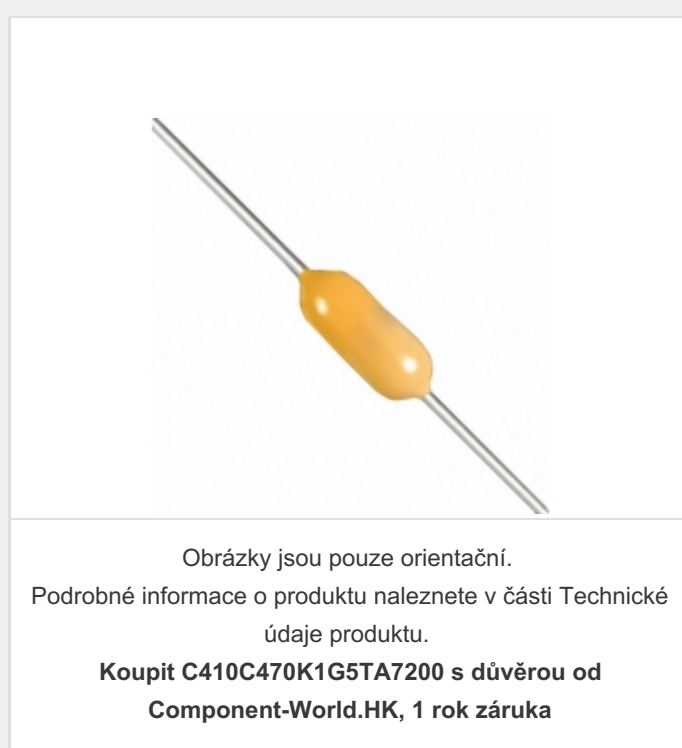 Obrázky jsou pouze orientační.
Podrobné informace o produktu naleznete v části Technické
údaje produktu.
Koupit C410C470K1G5TA7200 s důvěrou od
Component-World.HK, 1 rok záruka